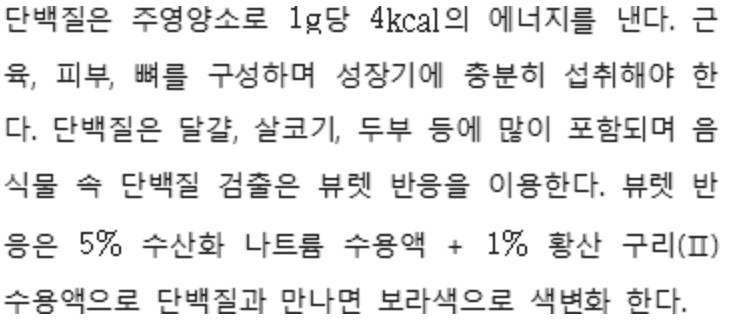 단백질은 주영양소로 1g당 4kcal의 에너지를 낸다. 근
육, 피부, 뼈를 구성하며 성장기에 충분히 섭취해야 한
다. 단백질은 달걀, 살코기, 두부 등에 많이 포함되며 음
식물 속 단백질 검출은 뷰렛 반응을 이용한다. 뷰렛 반
응은 5% 수산화 나트륨 수용액 + 1% 황산 구리(Ⅱ)
수용액으로 단백질과 만나면 보라색으로 색변화 한다.